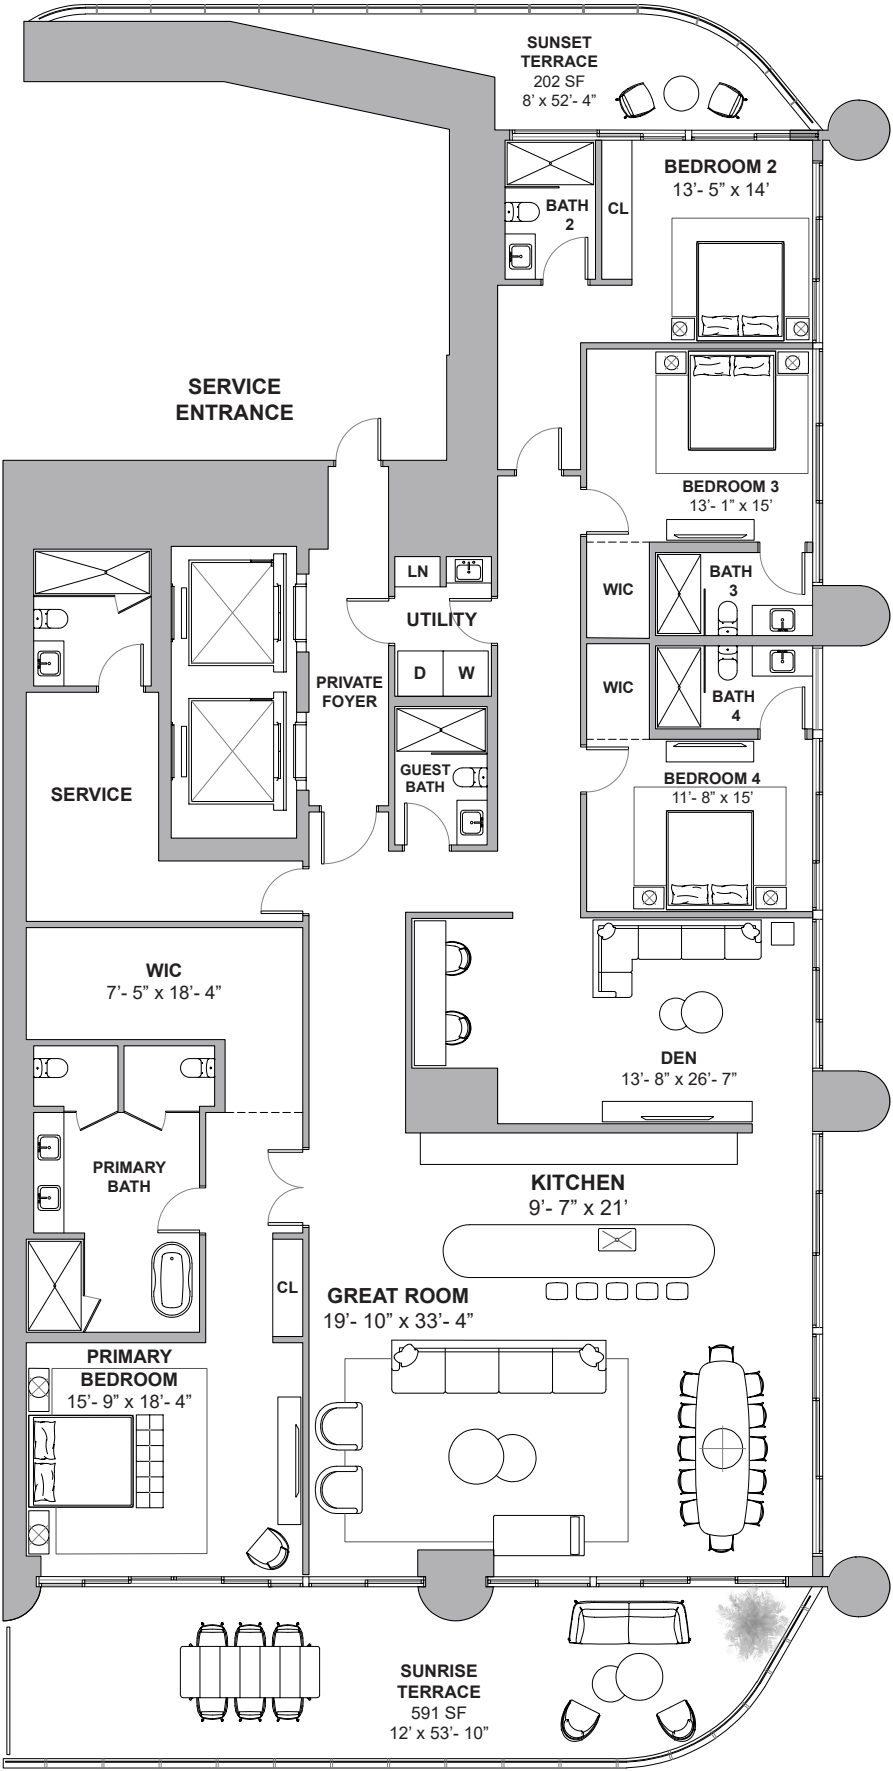 SUNSET
TERRACE
202 SF
8’ x 52’- 4”
BEDROOM 2
13’- 5” x 14’
BATH
2
CL
SERVICE
ENTRANCE
BEDROOM 3
13’- 1” x 15’
LN
WIC
BATH
3
UTILITY
D
W
PRIVATE
FOYER
WIC
BATH
4
GUEST
BATH
BEDROOM 4
11’- 8” x 15’
SERVICE
WIC
7’- 5” x 18’- 4”
DEN
13’- 8” x 26’- 7”
PRIMARY
BATH
KITCHEN
9’- 7” x 21’
CL
GREAT ROOM
19’- 10” x 33’- 4”
PRIMARY
BEDROOM
15’- 9” x 18’- 4”
SUNRISE
TERRACE
591 SF
12’ x 53’- 10”